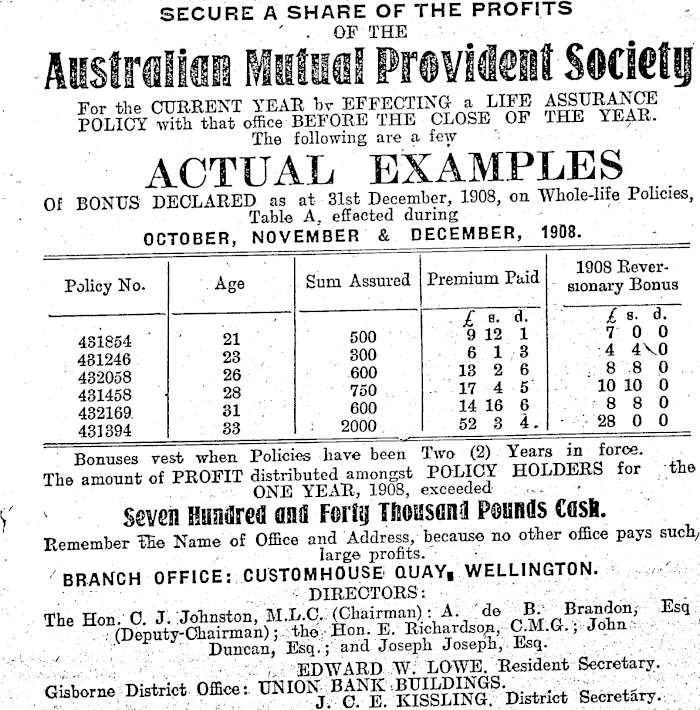 SECURE A SHARE OF THE PROFITS
OF THE
Australian Mutual Provident Society
For the CURRENT YEAR by EFFECTING a LIFE ASSURANCE
POLICY with that office BEFORE THE CLOSE OF THE YEAR.
The following are a few
ACTUAL EXAMPLES
Of BONUS DECLARED as at 31st December, 1908, on Whole-life Policies,
Table A, effected during
OCTOBER, NOVEMBER & DECEMBER, 1908.
Policy No. Age Sum Assured Premium Paid 1908 Rever-
sionary Bonus
£ s. d. £ s. d.
431854 21 500 9 12 1 7 0 0
431246 23 300 6 1 3 4 4 0
432058 26 600 13 2 6 8 8 0
431458 28 750 17 4 5 10 10 0
432169 31 600 14 16 6 8 8 0
431394 33 2000 52 3 4 28 0 0
Bonuses vest when Policies have been Two (2) Years in force.
The amount of PROFIT distributed amongst POLICY HOLDERS for the
ONE YEAR, 1908, exceeded
Seven Hundred and Forty Thousand Pounds Cash.
Remember the Name of Office and Address, because no other office pays such
large profits.
BRANCH OFFICE: CUSTOMHOUSE QUAY, WELLINGTON.
DIRECTORS:
The Hon. C. J. Johnston, M.L.C. (Chairman): A. de B. Brandon, Esq
(Deputy-Chairman); the Hon. E. Richardson, C.M.G.; John
Duncan, Esq.; and Joseph Joseph, Esq.
EDWARD W. LOWE, Resident Secretary.
Gisborne District Office: UNION BANK BUILDINGS.
J. C. E. KISSLING, District Secretary.